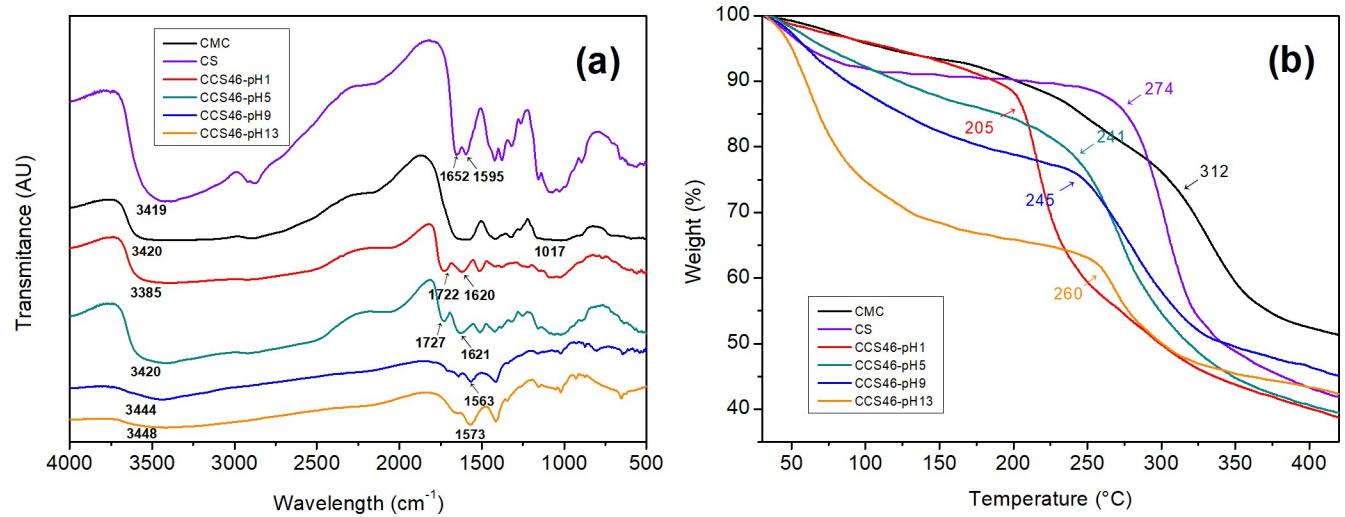 (a)
CMC
CS
CCS46-pH1
CCS46-pH5
CCS46-pH9
CCS46-pH13
Transmitance (AU)
1652 1595
3419
3420
1017
3385
1722 1620
3420
1727
1621
3444
1563
3448
1573
4000 3500 3000 2500 2000 1500 1000 500
Wavelength (cm⁻¹)
(b)
Weight (%)
100
90
80
70
60
50
40
274
205
241
312
245
260
CMC
CS
CCS46-pH1
CCS46-pH5
CCS46-pH9
CCS46-pH13
50 100 150 200 250 300 350 400
Temperature (°C)